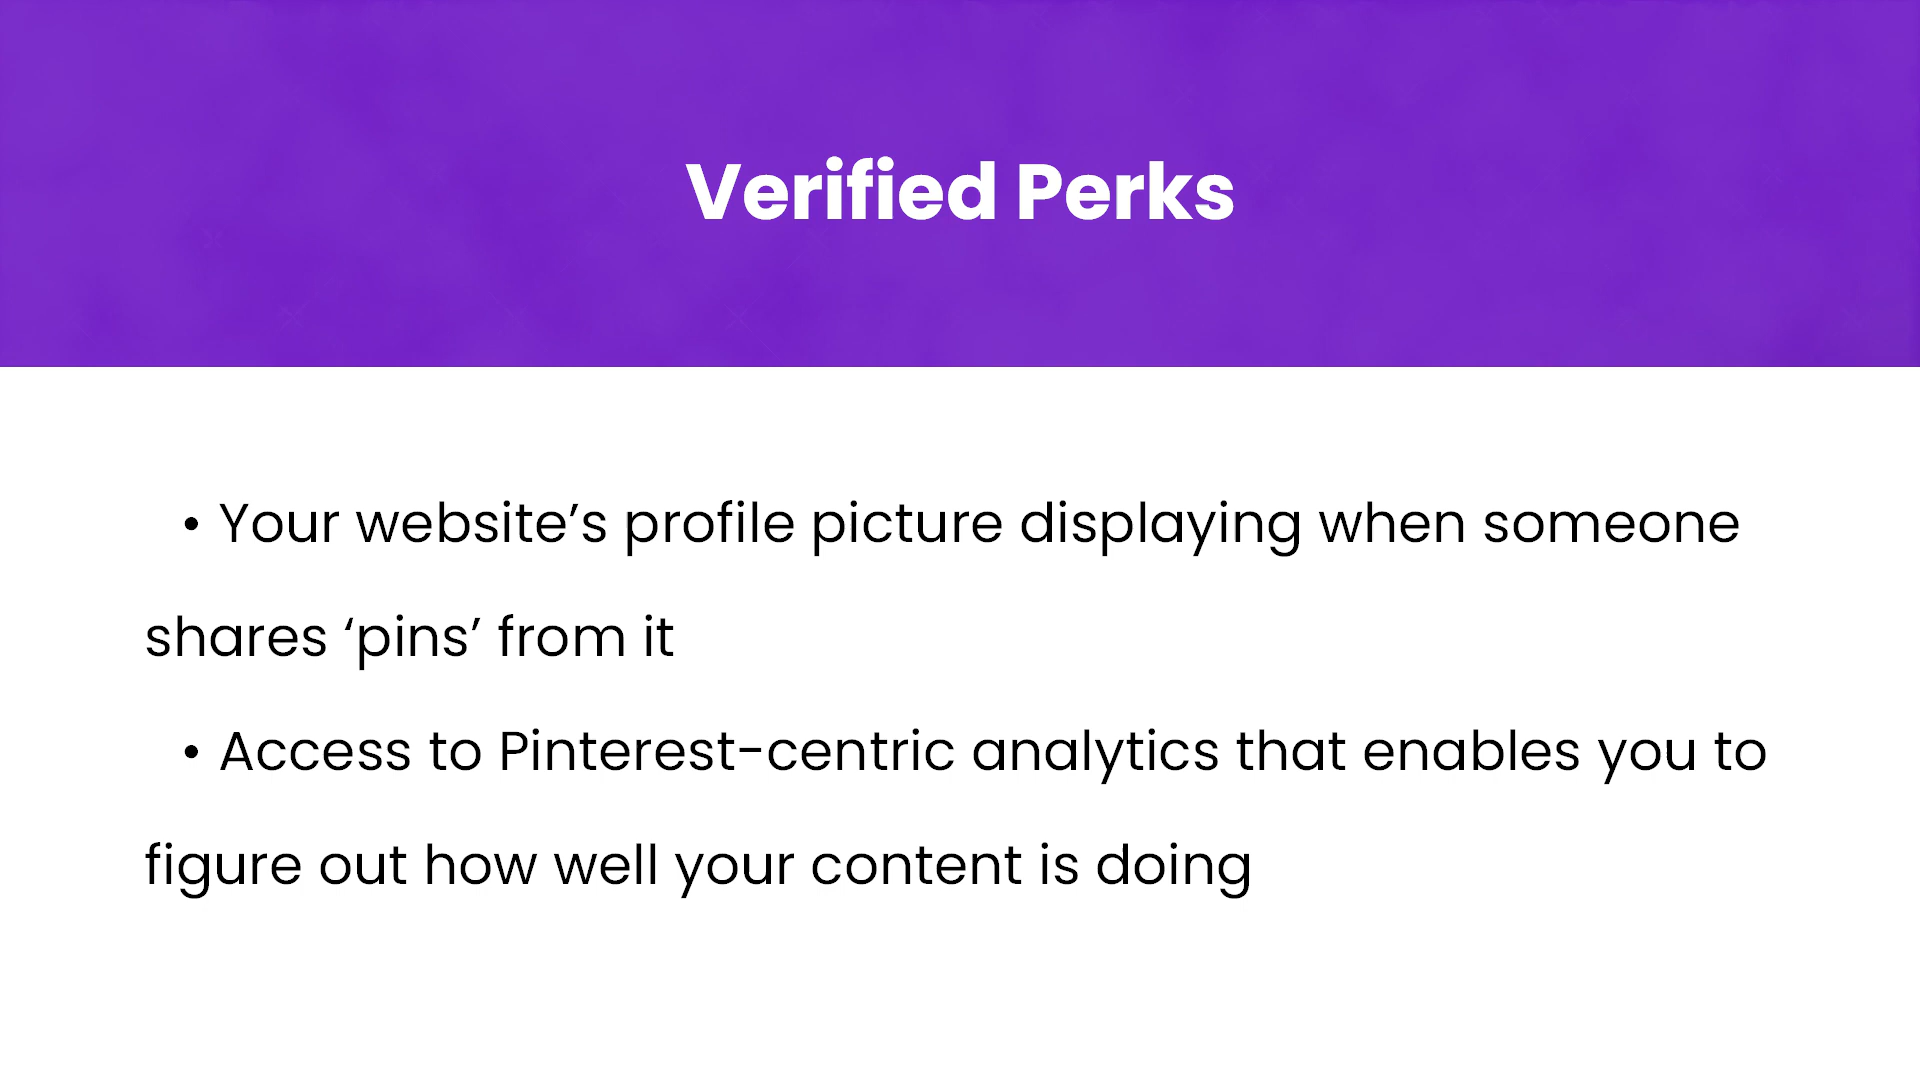 Verified Perks
• Your website’s profile picture displaying when someone
shares ‘pins’ from it
• Access to Pinterest-centric analytics that enables you to
figure out how well your content is doing